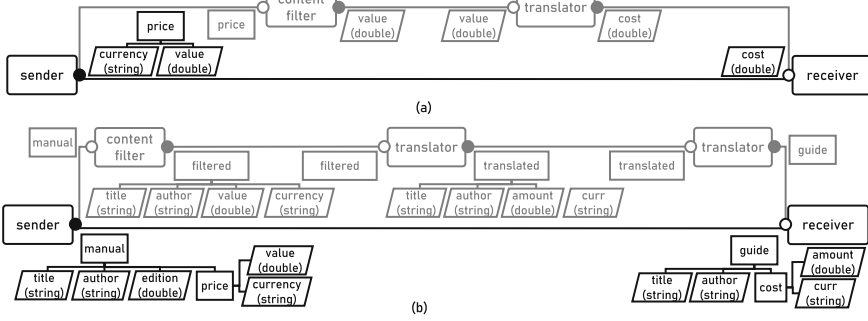 content
filter
translator
price
price
value
(double)
value
(double)
cost
(double)
currency
(string)
value
(double)
cost
(double)
sender
receiver
(a)
manual
content
filter
translator
translator
guide
filtered
filtered
translated
translated
title
(string)
author
(string)
value
(double)
currency
(string)
title
(string)
author
(string)
amount
(double)
curr
(string)
sender
receiver
manual
title
(string)
author
(string)
edition
(double)
price
value
(double)
currency
(string)
guide
title
(string)
author
(string)
cost
amount
(double)
curr
(string)
(b)